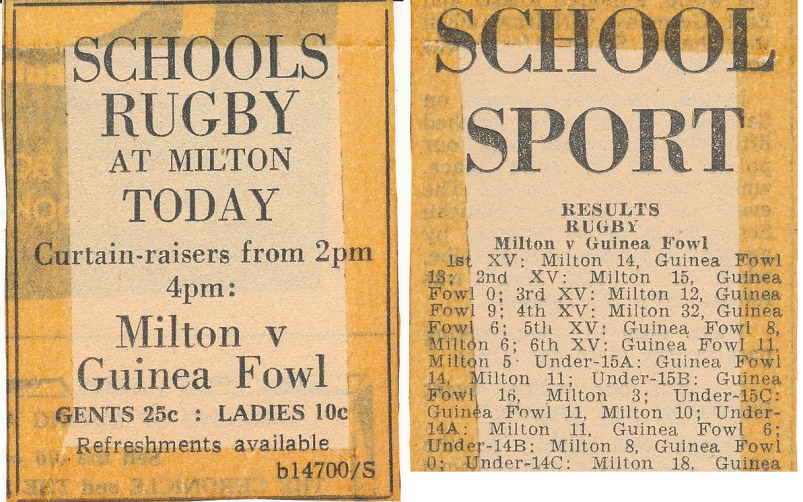 SCHOOLS
RUGBY
AT MILTON
TODAY
Curtain-raisers from 2pm
4pm:
Milton v
Guinea Fowl
GENTS 25c : LADIES 10c
Refreshments available
b14700/S
SCHOOL
SPORT
RESULTS
RUGBY
Milton v Guinea Fowl
1st XV: Milton 14, Guinea Fowl
13; 2nd XV: Milton 15, Guinea
Fowl 0; 3rd XV: Milton 12, Guinea
Fowl 9; 4th XV: Milton 32, Guinea
Fowl 6; 5th XV: Guinea Fowl 8,
Milton 6; 6th XV: Guinea Fowl 11,
Milton 5· Under-15A: Guinea Fowl
14, Milton 11; Under-15B: Guinea
Fowl 16, Milton 3; Under-15C:
Guinea Fowl 11, Milton 10; Under-
14A: Milton 11, Guinea Fowl 6;
Under-14B: Milton 8, Guinea Fowl
0; Under-14C: Milton 18, Guinea